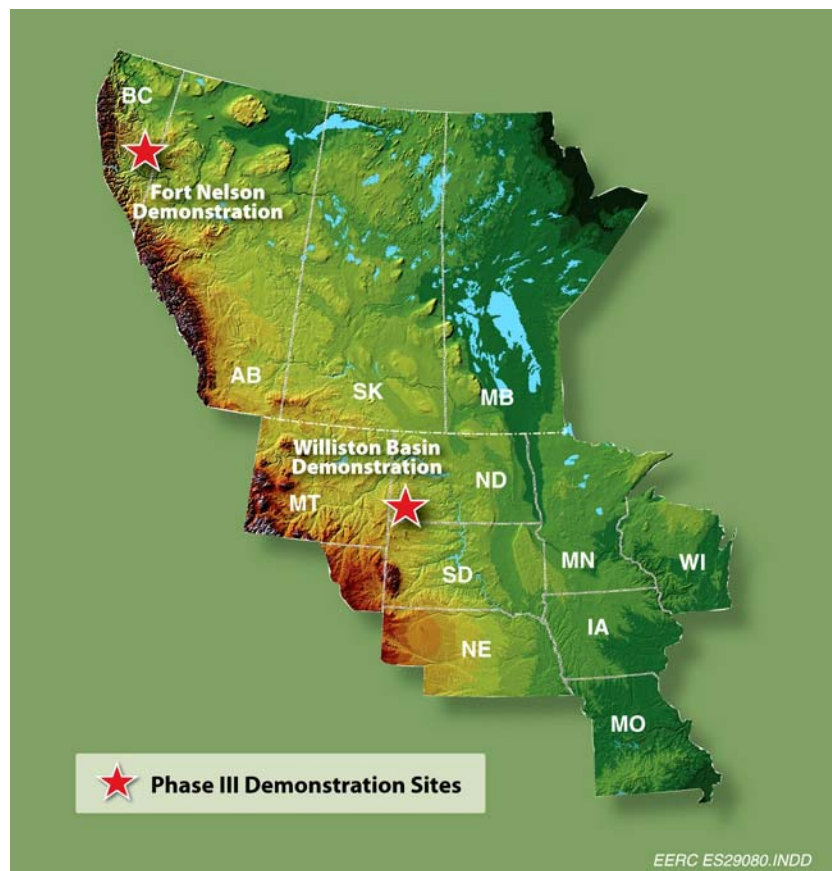 BC
Fort Nelson
Demonstration
AB
SK
MB
Williston Basin
Demonstration
ND
MT
SD
MN
WI
IA
NE
MO
Phase III Demonstration Sites
EERC ES29080.INDD